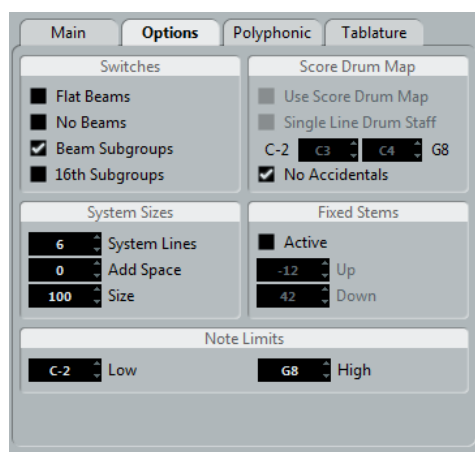 Main Options Polyphonic Tablature
Switches
Flat Beams
No Beams
Beam Subgroups
16th Subgroups
Score Drum Map
Use Score Drum Map
Single Line Drum Staff
C-2 C3 C4 G8
No Accidentals
System Sizes
6 System Lines
0 Add Space
100 Size
Fixed Stems
Active
-12 Up
42 Down
Note Limits
C-2 Low G8 High